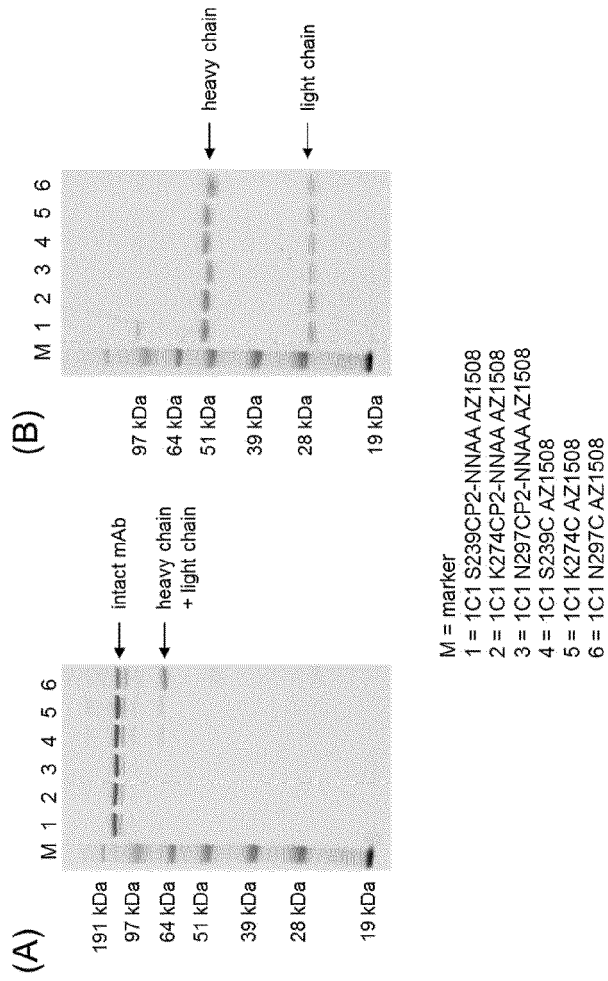 (A)
M 1 2 3 4 5 6
191 kDa
97 kDa
64 kDa
51 kDa
39 kDa
28 kDa
19 kDa
intact mAb
heavy chain
+ light chain
(B)
M 1 2 3 4 5 6
97 kDa
64 kDa
51 kDa
39 kDa
28 kDa
19 kDa
heavy chain
light chain
M = marker
1 = 1C1 S239CP2-NNAA AZ1508
2 = 1C1 K274CP2-NNAA AZ1508
3 = 1C1 N297CP2-NNAA AZ1508
4 = 1C1 S239C AZ1508
5 = 1C1 K274C AZ1508
6 = 1C1 N297C AZ1508